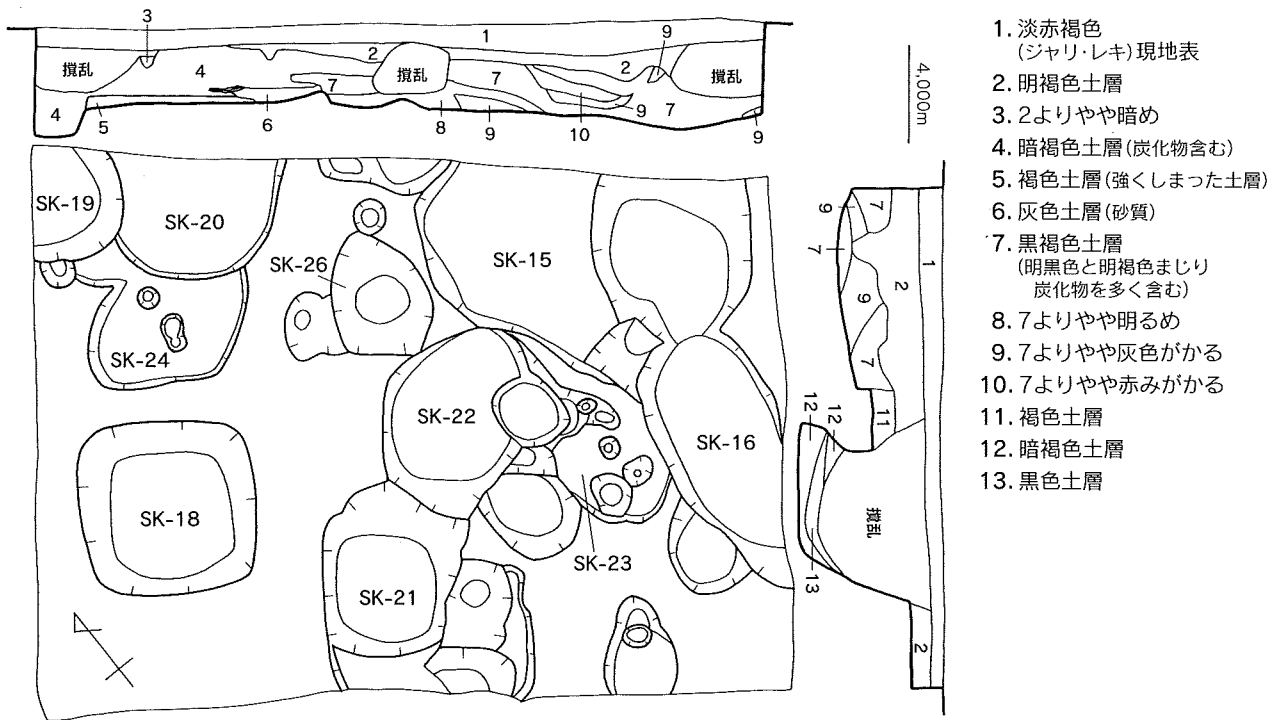 3
1
9
2
2
撹乱
4
7
撹乱
7
撹乱
4
5
6
8
9
10
9
7
9
4,000m
SK-19
SK-20
SK-26
SK-15
SK-24
SK-22
SK-16
SK-18
SK-23
SK-21
7
9
7
1
2
9
7
12
12
11
撹乱
13
2
1. 淡赤褐色
(ジャリ・レキ)現地表
2. 明褐色土層
3. 2よりやや暗め
4. 暗褐色土層(炭化物含む)
5. 褐色土層(強くしまった土層)
6. 灰色土層(砂質)
7. 黒褐色土層
(明黒色と明褐色まじり
炭化物を多く含む)
8. 7よりやや明るめ
9. 7よりやや灰色がかる
10. 7よりやや赤みがかる
11. 褐色土層
12. 暗褐色土層
13. 黒色土層